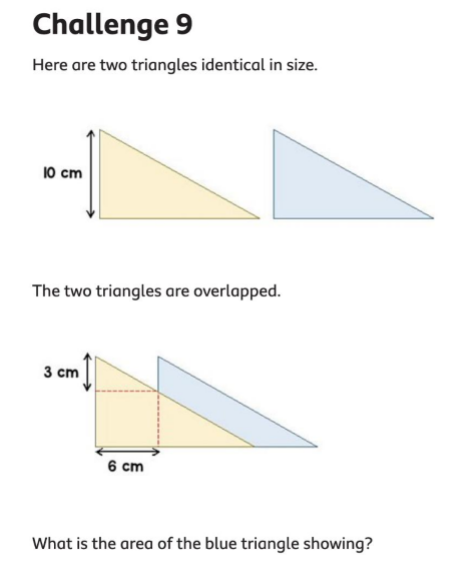 Challenge 9
Here are two triangles identical in size.
10 cm
The two triangles are overlapped.
3 cm
6 cm
What is the area of the blue triangle showing?